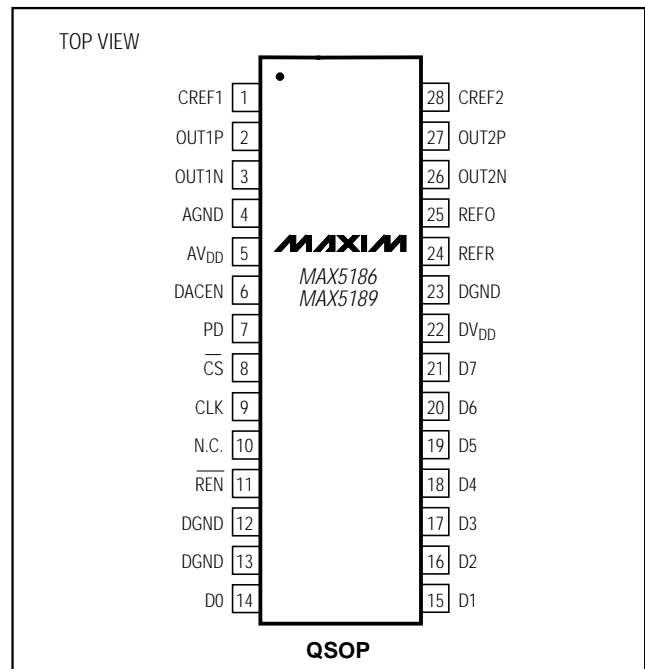 TOP VIEW
CREF1 1
OUT1P 2
OUT1N 3
AGND 4
AVDD 5
DACEN 6
PD 7
CS 8
CLK 9
N.C. 10
REN 11
DGND 12
DGND 13
D0 14
MAXIM
MAX5186
MAX5189
28 CREF2
27 OUT2P
26 OUT2N
25 REFO
24 REFR
23 DGND
22 DVDD
21 D7
20 D6
19 D5
18 D4
17 D3
16 D2
15 D1
QSOP